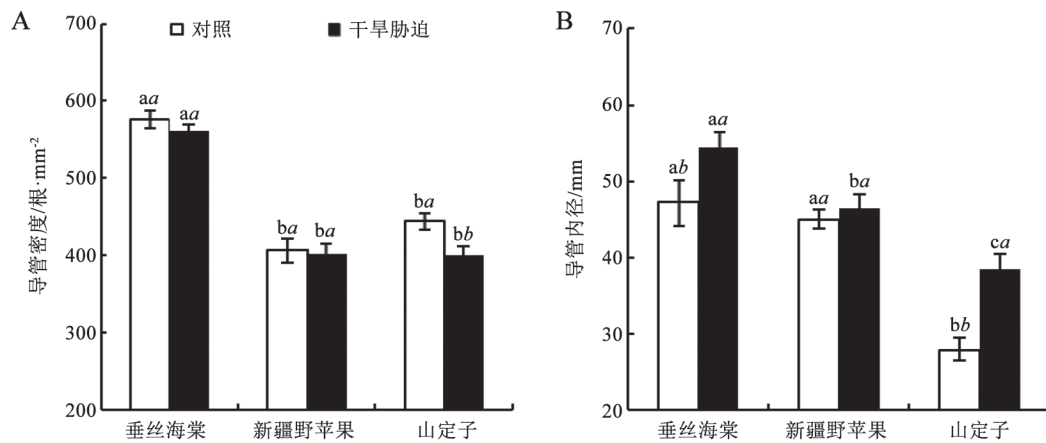 A
导管密度/根·mm-2
700
600
500
400
300
200
对照
干旱胁迫
aa
aa
ba
ba
ba
bb
垂丝海棠
新疆野苹果
山定子
B
导管内径/mm
70
60
50
40
30
20
ab
aa
aa
ba
bb
ca
垂丝海棠
新疆野苹果
山定子